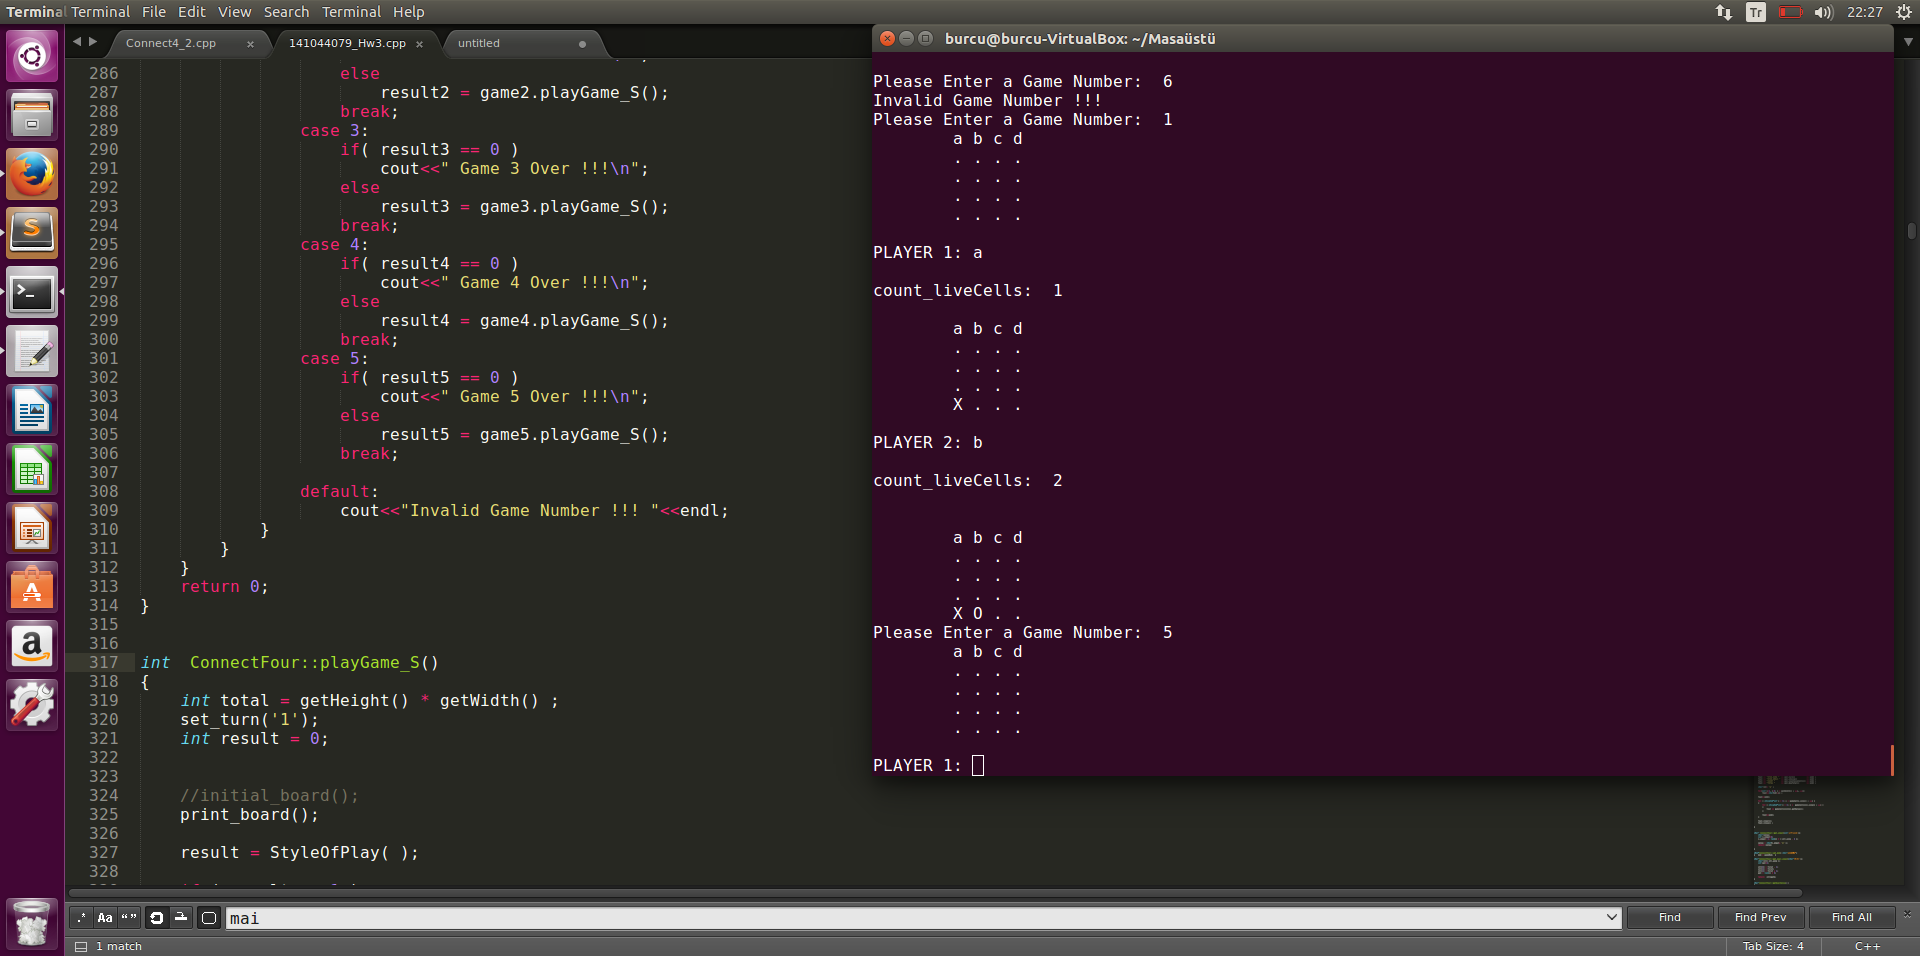 Terminal Terminal File Edit View Search Terminal Help
Tr 22:27
Connect4_2.cpp × 141044079_Hw3.cpp × untitled
286 else
287 result2 = game2.playGame_S();
288 break;
289 case 3:
290 if( result3 == 0 )
291 cout<<" Game 3 Over !!!\n";
292 else
293 result3 = game3.playGame_S();
294 break;
295 case 4:
296 if( result4 == 0 )
297 cout<<" Game 4 Over !!!\n";
298 else
299 result4 = game4.playGame_S();
300 break;
301 case 5:
302 if( result5 == 0 )
303 cout<<" Game 5 Over !!!\n";
304 else
305 result5 = game5.playGame_S();
306 break;
307
308 default:
309 cout<<"Invalid Game Number !!! "<<endl;
310 }
311 }
312 }
313 return 0;
314 }
315
316
317 int  ConnectFour::playGame_S()
318 {
319 int total = getHeight() * getWidth() ;
320 set_turn('1');
321 int result = 0;
322
323
324 //initial_board();
325 print_board();
326
327 result = StyleOfPlay( );
328
burcu@burcu-VirtualBox: ~/Masaüstü
Please Enter a Game Number:  6
Invalid Game Number !!!
Please Enter a Game Number:  1
a b c d
. . . .
. . . .
. . . .
. . . .
PLAYER 1: a
count_liveCells:  1
a b c d
. . . .
. . . .
. . . .
X . . .
PLAYER 2: b
count_liveCells:  2
a b c d
. . . .
. . . .
. . . .
X O . .
Please Enter a Game Number:  5
a b c d
. . . .
. . . .
. . . .
. . . .
PLAYER 1:
.* Aa “ ” mai Find Find Prev Find All ×
1 match Tab Size: 4 C++